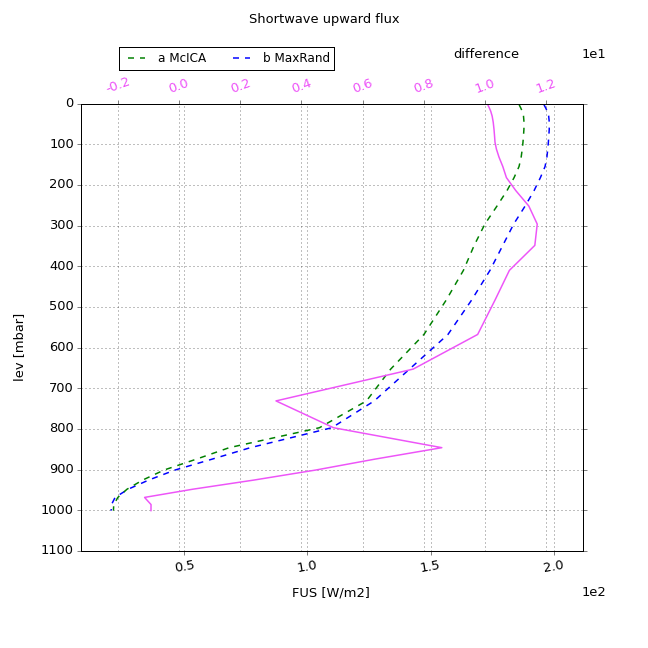 Shortwave upward flux
a McICA b MaxRand difference 1e1
-0.2 0.0 0.2 0.4 0.6 0.8 1.0 1.2
0
100
200
300
400
500
600
700
800
900
1000
1100
lev [mbar]
0.5 1.0 1.5 2.0
FUS [W/m2] 1e2